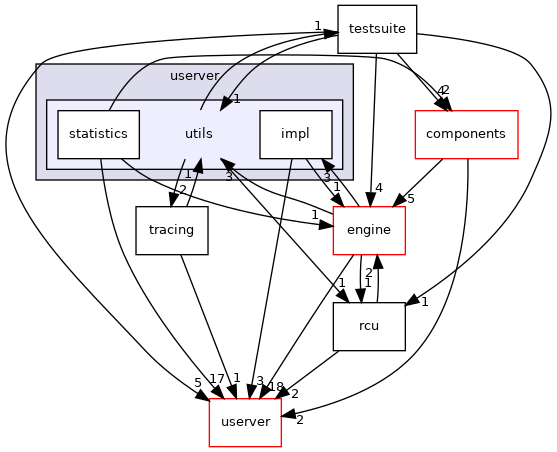 testsuite
1
userver
1
4
2
statistics
utils
impl
components
3
1
2
3
1
4
5
tracing
1
engine
1
2
1
1
rcu
5
17
1
3
18
2
userver
2